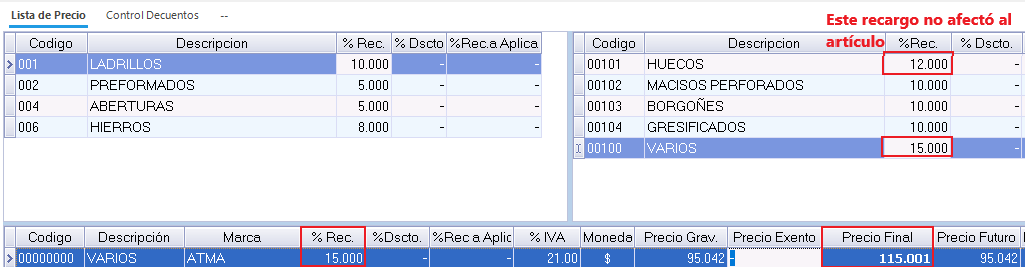 Lista de Precio Control Decuentos --
Este recargo no afectó al
artículo
Codigo Descripcion % Rec. % Dscto %Rec.a Aplica
001 LADRILLOS 10.000 - -
002 PREFORMADOS 5.000 - -
004 ABERTURAS 5.000 - -
006 HIERROS 8.000 - -
Codigo Descripcion %Rec. % Dscto.
00101 HUECOS 12.000 -
00102 MACISOS PERFORADOS 10.000 -
00103 BORGOÑES 10.000 -
00104 GRESIFICADOS 10.000 -
00100 VARIOS 15.000 -
Codigo Descripción Marca % Rec. %Dscto. %Rec a Aplic % IVA Moneda Precio Grav. Precio Exento Precio Final Precio Futuro
00000000 VARIOS ATMA 15.000 - - 21.00 $ 95.042 - 115.001 95.042